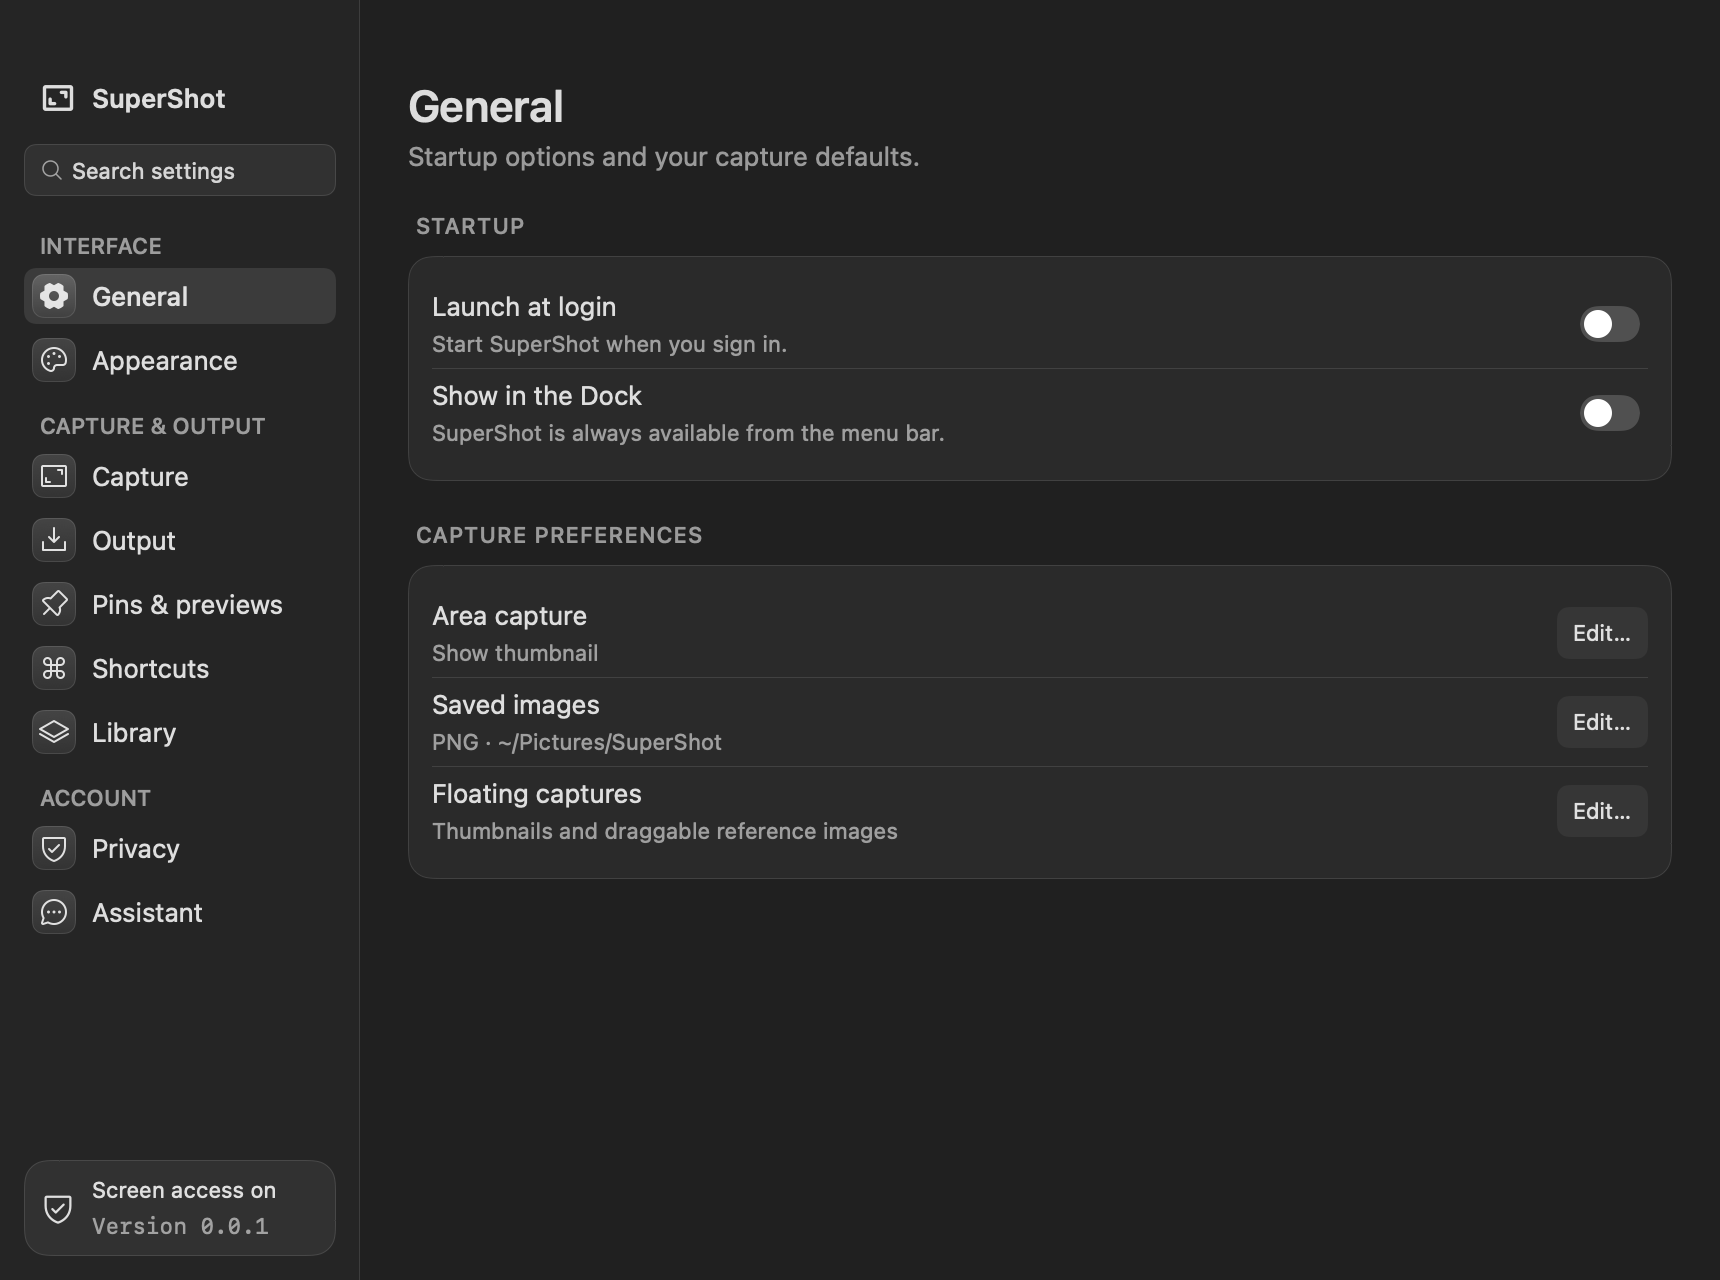 SuperShot
Search settings
INTERFACE
General
Appearance
CAPTURE & OUTPUT
Capture
Output
Pins & previews
Shortcuts
Library
ACCOUNT
Privacy
Assistant
Screen access on
Version 0.0.1
General
Startup options and your capture defaults.
STARTUP
Launch at login
Start SuperShot when you sign in.
Show in the Dock
SuperShot is always available from the menu bar.
CAPTURE PREFERENCES
Area capture
Show thumbnail
Edit...
Saved images
PNG · ~/Pictures/SuperShot
Edit...
Floating captures
Thumbnails and draggable reference images
Edit...